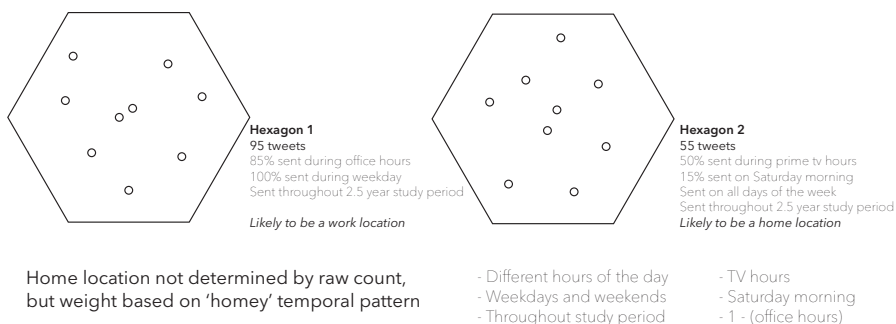 Hexagon 1
95 tweets
85% sent during office hours
100% sent during weekday
Sent throughout 2.5 year study period
Likely to be a work location
Hexagon 2
55 tweets
50% sent during prime tv hours
15% sent on Saturday morning
Sent on all days of the week
Sent throughout 2.5 year study period
Likely to be a home location
Home location not determined by raw count,
but weight based on ‘homey’ temporal pattern
- Different hours of the day
- Weekdays and weekends
- Throughout study period
- TV hours
- Saturday morning
- 1 - (office hours)